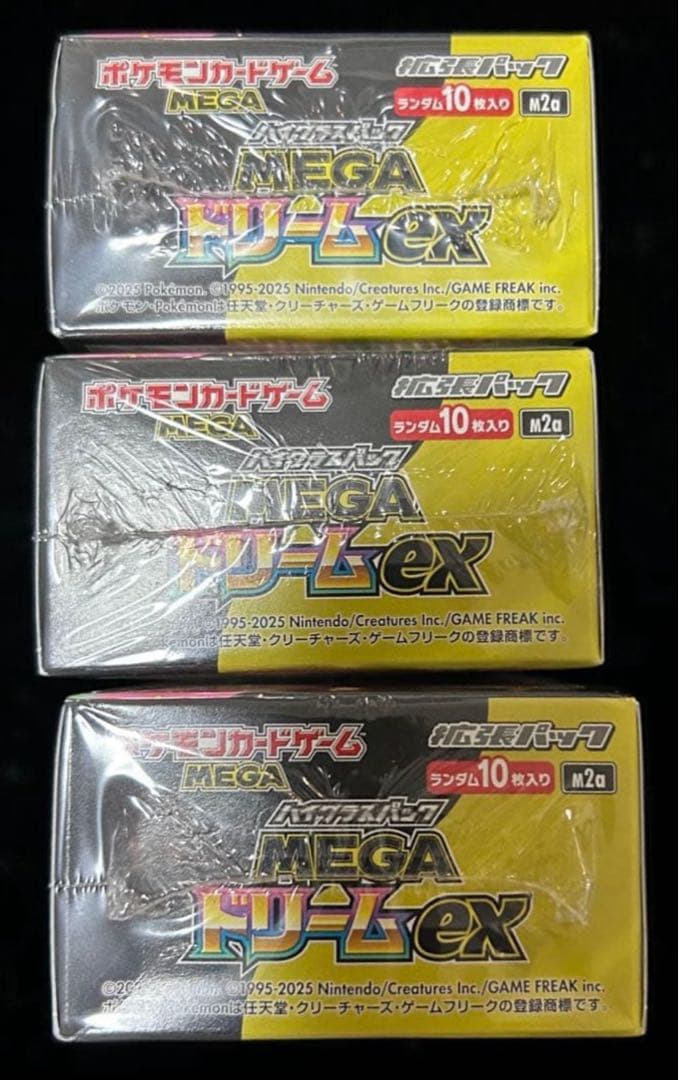 ポケモンカードゲーム
MEGA
拡張パック
ランダム10枚入り M2a
ハイクラスパック
MEGA
ドリームex
©2025 Pokémon. ©1995-2025 Nintendo/Creatures Inc./GAME FREAK inc.
ポケモン・Pokémonは任天堂・クリーチャーズ・ゲームフリークの登録商標です。
ポケモンカードゲーム
MEGA
拡張パック
ランダム10枚入り M2a
ハイクラスパック
MEGA
ドリームex
©1995-2025 Nintendo/Creatures Inc./GAME FREAK inc.
kemonは任天堂・クリーチャーズ・ゲームフリークの登録商標です。
ポケモンカードゲーム
MEGA
拡張パック
ランダム10枚入り M2a
ハイクラスパック
MEGA
ドリームex
©1995-2025 Nintendo/Creatures Inc./GAME FREAK inc.
Pokémonは任天堂・クリーチャーズ・ゲームフリークの登録商標です。